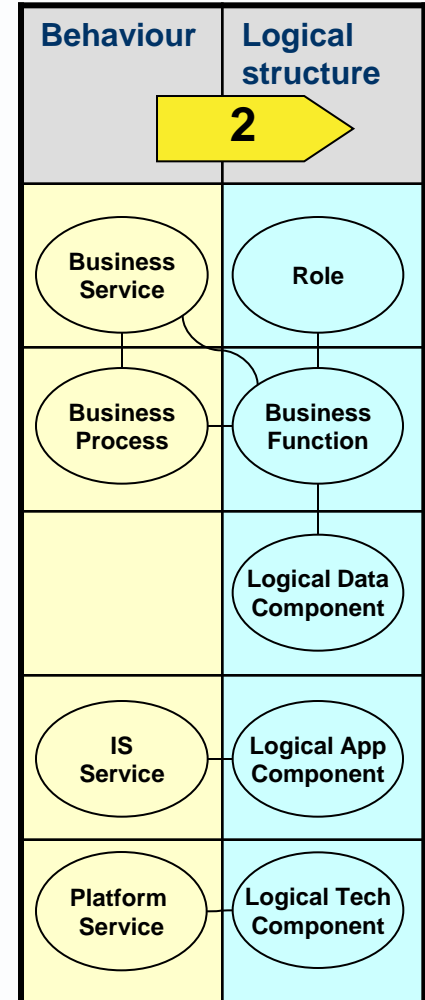 Behaviour
Logical
structure
2
Business
Service
Role
Business
Process
Business
Function
Logical Data
Component
IS
Service
Logical App
Component
Platform
Service
Logical Tech
Component